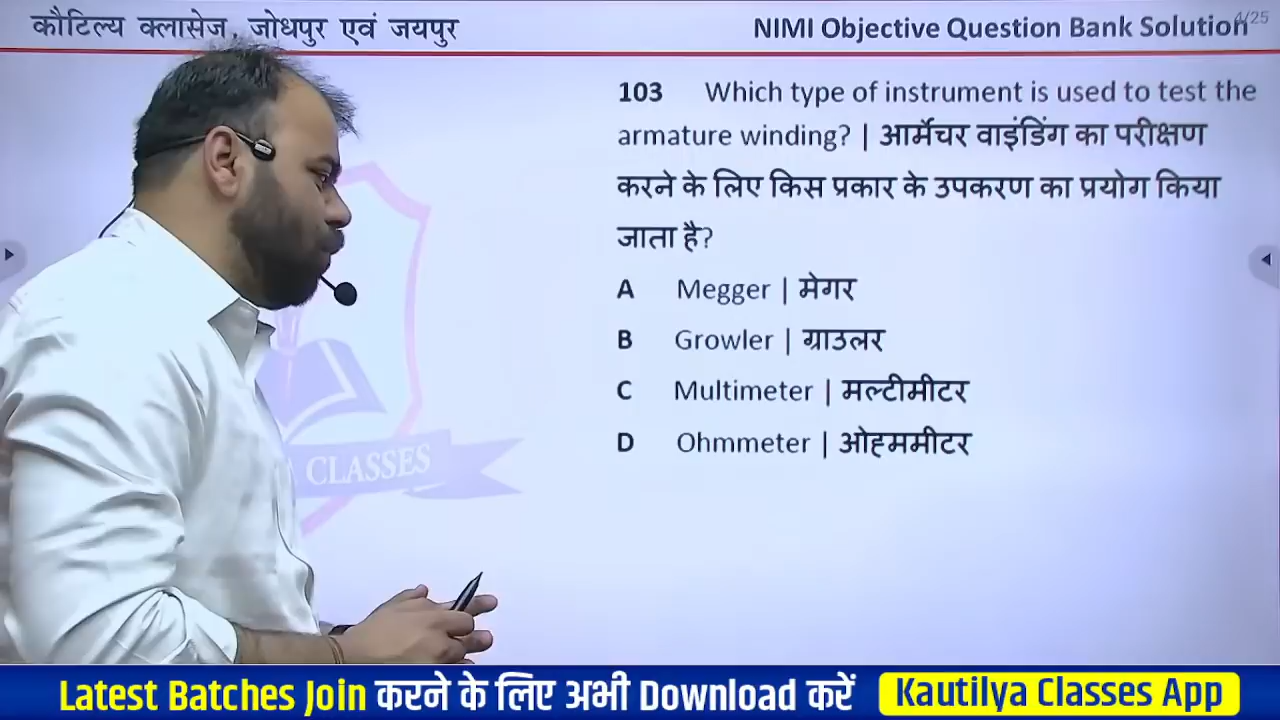 कौटिल्य क्लासेज, जोधपुर एवं जयपुर
NIMI Objective Question Bank Solution
4/25
103 Which type of instrument is used to test the
armature winding? | आर्मेचर वाइंडिंग का परीक्षण
करने के लिए किस प्रकार के उपकरण का प्रयोग किया
जाता है?
A Megger | मेगर
B Growler | ग्राउलर
C Multimeter | मल्टीमीटर
D Ohmmeter | ओह्ममीटर
CLASSES
Latest Batches Join करने के लिए अभी Download करें
Kautilya Classes App